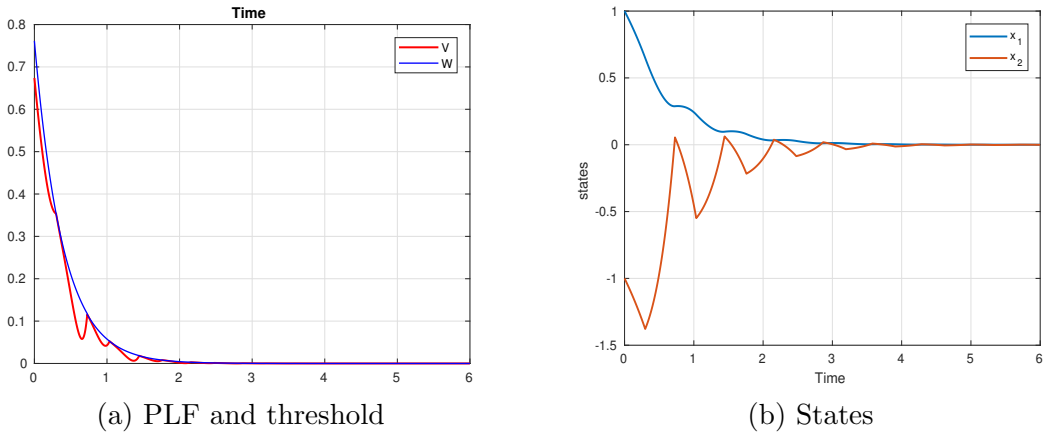 Time
0.8
0.7
0.6
0.5
0.4
0.3
0.2
0.1
0
0 1 2 3 4 5 6
V
W
(a) PLF and threshold
1
0.5
0
-0.5
-1
-1.5
states
0 1 2 3 4 5 6
Time
x1
x2
(b) States